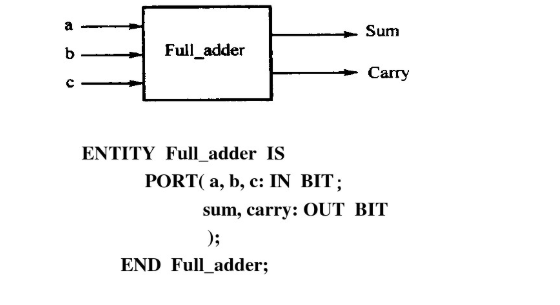 a
b
c
Full_adder
Sum
Carry
ENTITY Full_adder IS
PORT( a, b, c: IN BIT;
sum, carry: OUT BIT
);
END Full_adder;